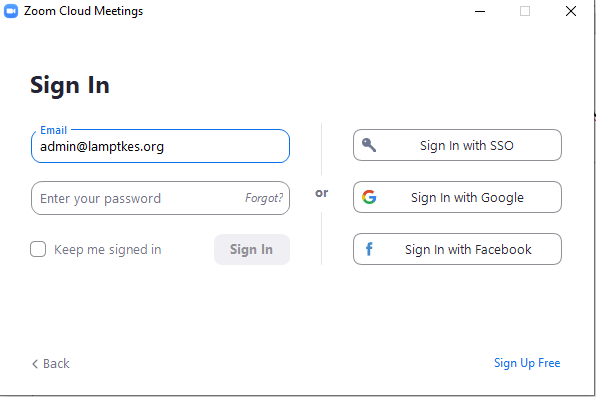 Zoom Cloud Meetings
Sign In
Email
admin@lamptkes.org
Enter your password Forgot?
Keep me signed in Sign In
or
Sign In with SSO
Sign In with Google
Sign In with Facebook
Back
Sign Up Free